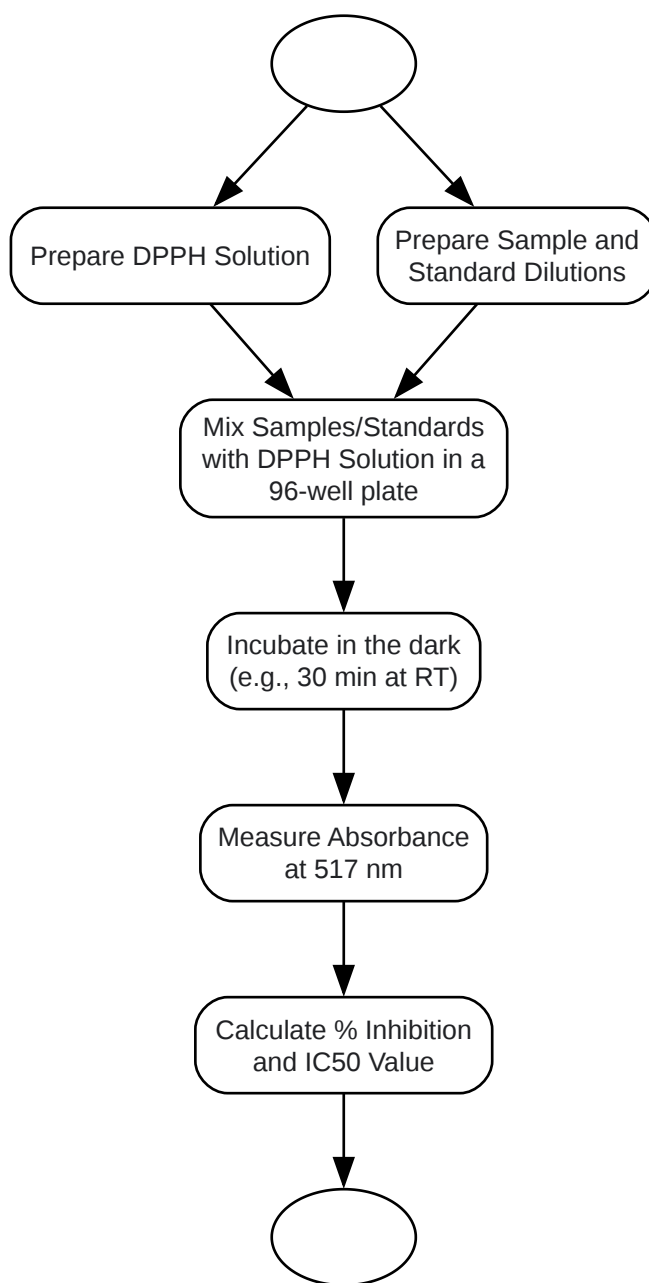 Prepare DPPH Solution
Prepare Sample and
Standard Dilutions
Mix Samples/Standards
with DPPH Solution in a
96-well plate
Incubate in the dark
(e.g., 30 min at RT)
Measure Absorbance
at 517 nm
Calculate % Inhibition
and IC50 Value